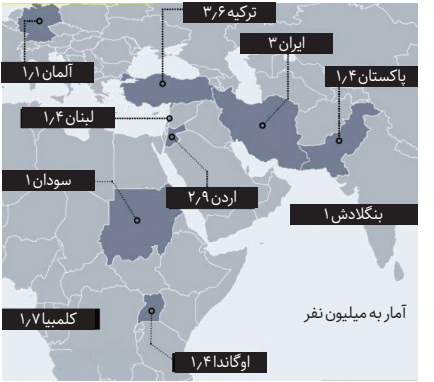 ترکیه ۳٫۶
ایران ۳
آلمان ۱٫۱
پاکستان ۱٫۴
لبنان ۱٫۴
سودان ۱
اردن ۲٫۹
بنگلادش ۱
آمار به میلیون نفر
کلمبیا ۱٫۷
اوگاندا ۱٫۴